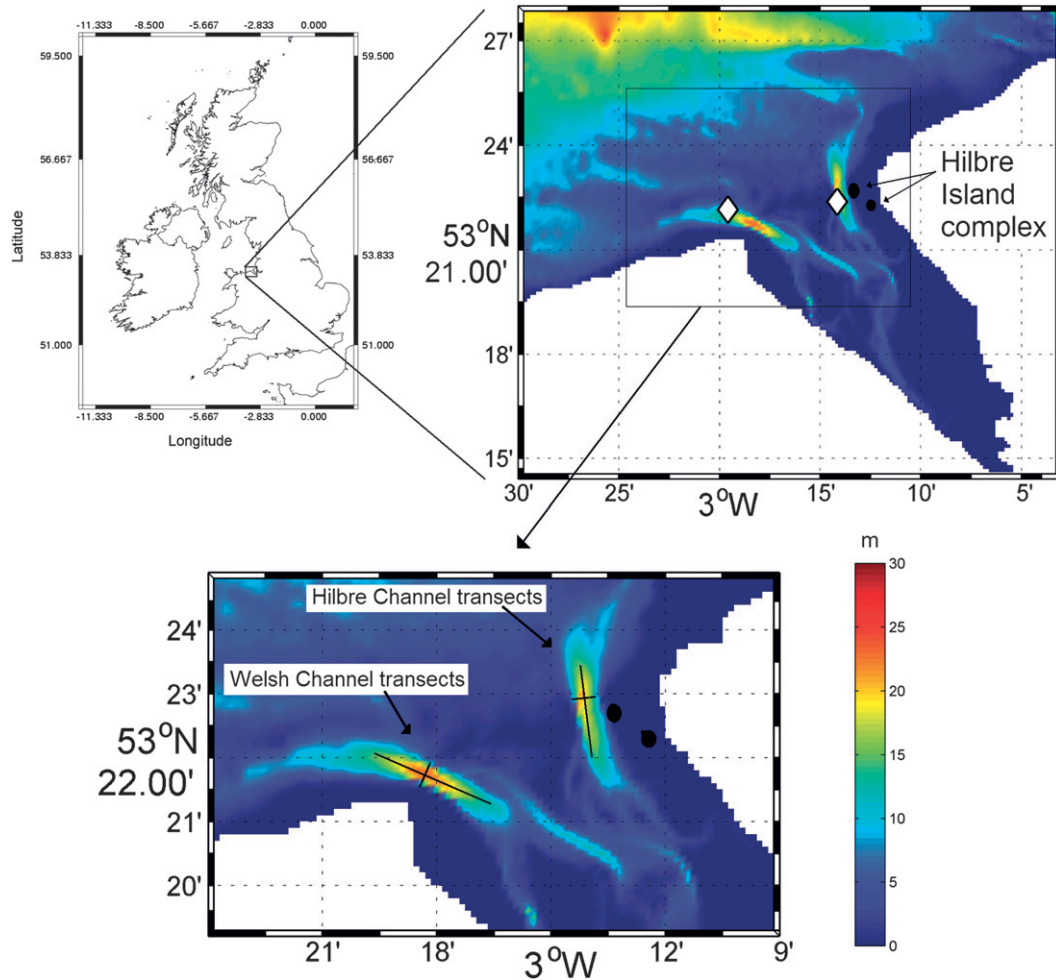 -11.333 -8.500 -5.667 -2.833 0.000
59.500 59.500
56.667 56.667
53.833 53.833
51.000 51.000
Latitude
-11.333 -8.500 -5.667 -2.833 0.000
Longitude
27'
24'
53°N
21.00'
18'
15'
30' 25' 3°W 15' 10' 5'
Hilbre
Island
complex
Hilbre Channel transects
Welsh Channel transects
24'
23'
53°N
22.00'
21'
20'
21' 18' 3°W 12' 9'
m
30
25
20
15
10
5
0